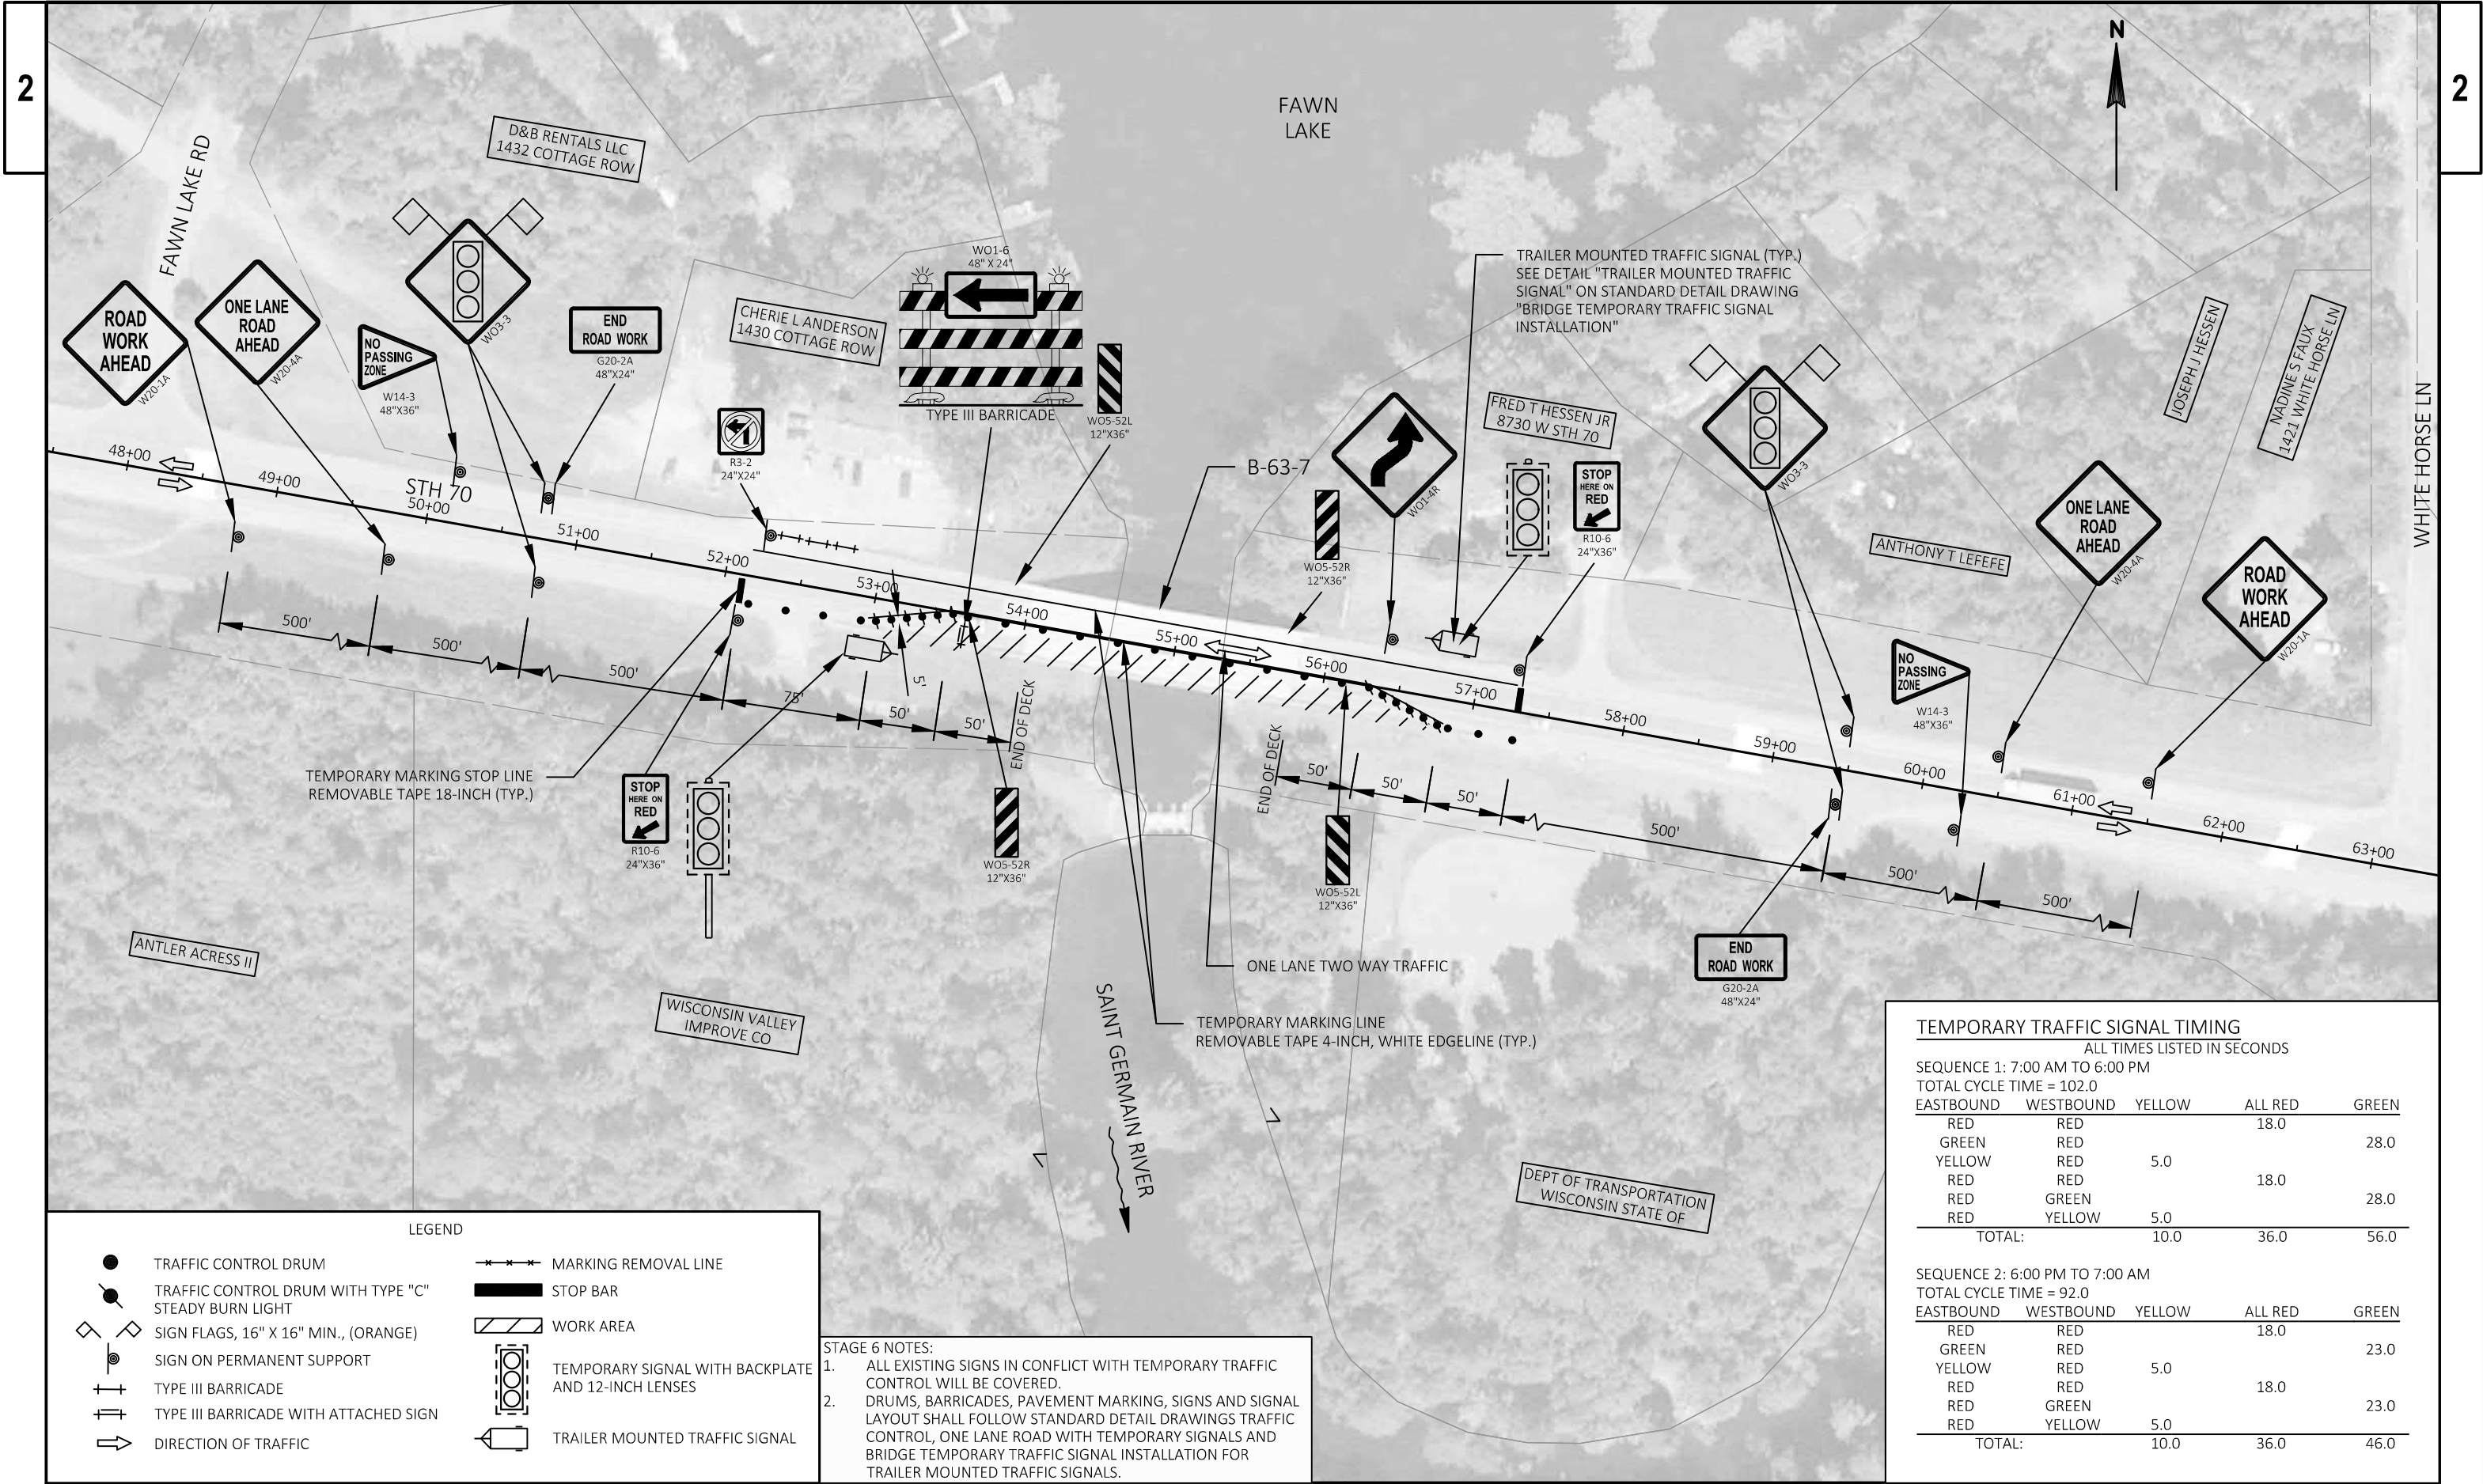 2
2
N
FAWN
LAKE
D&B RENTALS LLC
1432 COTTAGE ROW
FAWN LAKE RD
ROAD
WORK
AHEAD
W20-1A
ONE LANE
ROAD
AHEAD
W20-4A
NO
PASSING
ZONE
W14-3
48"X36"
WO3-3
END
ROAD WORK
G20-2A
48"X24"
CHERIE L ANDERSON
1430 COTTAGE ROW
R3-2
24"X24"
WO1-6
48" X 24"
TYPE III BARRICADE
WO5-52L
12"X36"
B-63-7
TRAILER MOUNTED TRAFFIC SIGNAL (TYP.)
SEE DETAIL "TRAILER MOUNTED TRAFFIC
SIGNAL" ON STANDARD DETAIL DRAWING
"BRIDGE TEMPORARY TRAFFIC SIGNAL
INSTALLATION"
WO1-4R
WO5-52R
12"X36"
FRED T HESSEN JR
8730 W STH 70
STOP
HERE ON
RED
R10-6
24"X36"
WO3-3
JOSEPH J HESSEN
NADINE S FAUX
1421 WHITE HORSE LN
WHITE HORSE LN
ANTHONY T LEFEFE
ONE LANE
ROAD
AHEAD
W20-4A
ROAD
WORK
AHEAD
W20-1A
NO
PASSING
ZONE
W14-3
48"X36"
STH 70
48+00
49+00
50+00
51+00
52+00
53+00
54+00
55+00
56+00
57+00
58+00
59+00
60+00
61+00
62+00
63+00
500'
500'
500'
75'
50'
50'
5'
END OF DECK
END OF DECK
50'
50'
50'
500'
500'
500'
TEMPORARY MARKING STOP LINE
REMOVABLE TAPE 18-INCH (TYP.)
STOP
HERE ON
RED
R10-6
24"X36"
WO5-52R
12"X36"
WO5-52L
12"X36"
END
ROAD WORK
G20-2A
48"X24"
ONE LANE TWO WAY TRAFFIC
TEMPORARY MARKING LINE
REMOVABLE TAPE 4-INCH, WHITE EDGELINE (TYP.)
ANTLER ACRESS II
WISCONSIN VALLEY
IMPROVE CO
SAINT GERMAIN RIVER
DEPT OF TRANSPORTATION
WISCONSIN STATE OF
LEGEND
TRAFFIC CONTROL DRUM
TRAFFIC CONTROL DRUM WITH TYPE "C"
STEADY BURN LIGHT
SIGN FLAGS, 16" X 16" MIN., (ORANGE)
SIGN ON PERMANENT SUPPORT
TYPE III BARRICADE
TYPE III BARRICADE WITH ATTACHED SIGN
DIRECTION OF TRAFFIC
MARKING REMOVAL LINE
STOP BAR
WORK AREA
TEMPORARY SIGNAL WITH BACKPLATE
AND 12-INCH LENSES
TRAILER MOUNTED TRAFFIC SIGNAL
STAGE 6 NOTES:
1. ALL EXISTING SIGNS IN CONFLICT WITH TEMPORARY TRAFFIC
CONTROL WILL BE COVERED.
2. DRUMS, BARRICADES, PAVEMENT MARKING, SIGNS AND SIGNAL
LAYOUT SHALL FOLLOW STANDARD DETAIL DRAWINGS TRAFFIC
CONTROL, ONE LANE ROAD WITH TEMPORARY SIGNALS AND
BRIDGE TEMPORARY TRAFFIC SIGNAL INSTALLATION FOR
TRAILER MOUNTED TRAFFIC SIGNALS.
TEMPORARY TRAFFIC SIGNAL TIMING
ALL TIMES LISTED IN SECONDS
SEQUENCE 1: 7:00 AM TO 6:00 PM
TOTAL CYCLE TIME = 102.0
EASTBOUND WESTBOUND YELLOW ALL RED GREEN
RED RED 18.0
GREEN RED 28.0
YELLOW RED 5.0
RED RED 18.0
RED GREEN 28.0
RED YELLOW 5.0
TOTAL: 10.0 36.0 56.0
SEQUENCE 2: 6:00 PM TO 7:00 AM
TOTAL CYCLE TIME = 92.0
EASTBOUND WESTBOUND YELLOW ALL RED GREEN
RED RED 18.0
GREEN RED 23.0
YELLOW RED 5.0
RED RED 18.0
RED GREEN 23.0
RED YELLOW 5.0
TOTAL: 10.0 36.0 46.0